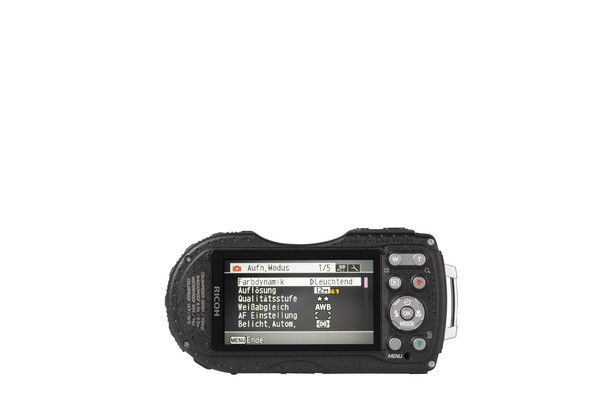 Aufn.Modus 1/5
Farbdynamik Leuchtend
Auflösung 12M
Qualitätsstufe ★★
Weißabgleich AWB
AF Einstellung
Belicht.Autom.
MENU Ende
RICOH
W T
OK
MODE
MENU